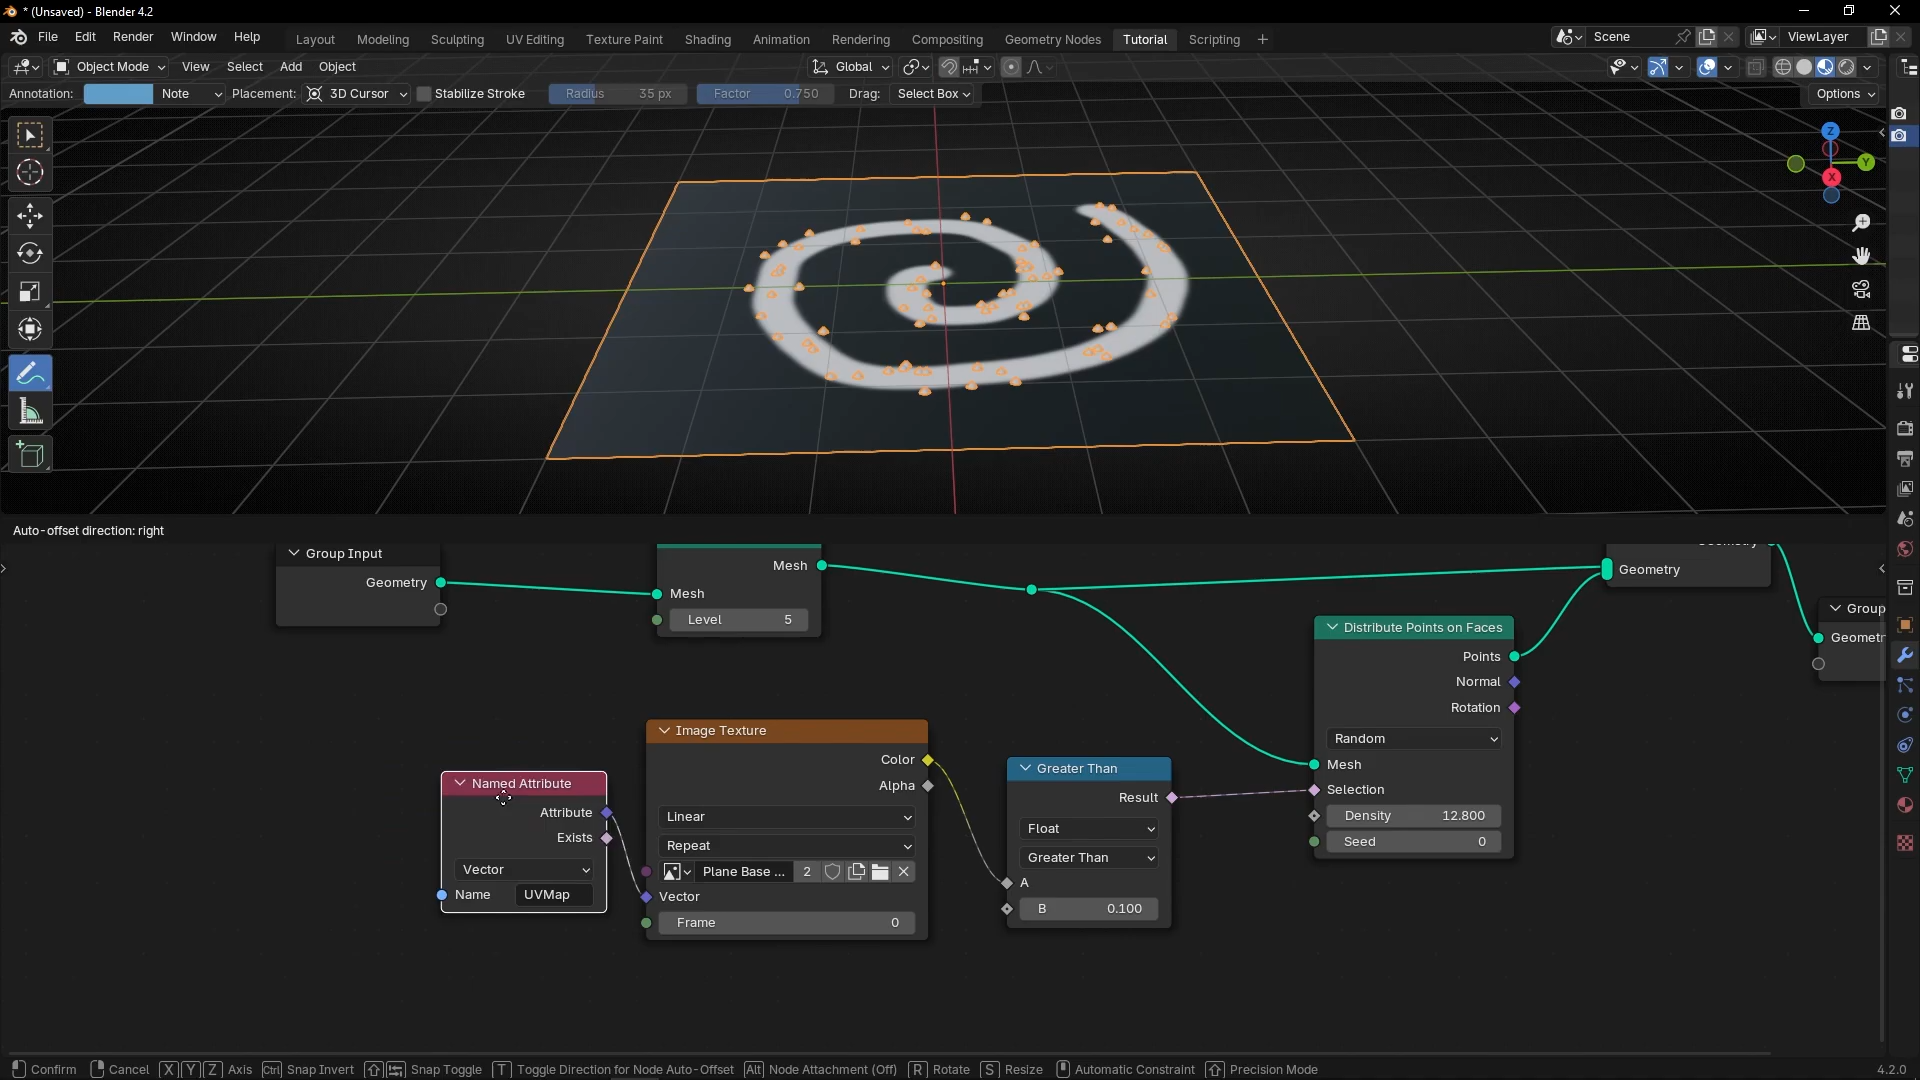 * (Unsaved) - Blender 4.2
File Edit Render Window Help Layout Modeling Sculpting UV Editing Texture Paint Shading Animation Rendering Compositing Geometry Nodes Tutorial Scripting Scene ViewLayer
Object Mode View Select Add Object Global
Annotation: Note Placement: 3D Cursor Stabilize Stroke Radius 35 px Factor 0.750 Drag: Select Box Options
Z
Y
X
Auto-offset direction: right
Group Input
Geometry
Mesh
Mesh
Level 5
Geometry
Geometry
Group
Geometr
Distribute Points on Faces
Points
Normal
Rotation
Random
Mesh
Selection
Density 12.800
Seed 0
Image Texture
Color
Alpha
Linear
Repeat
Plane Base ... 2
Vector
Frame 0
Named Attribute
Attribute
Exists
Vector
Name UVMap
Greater Than
Result
Float
Greater Than
A
B 0.100
Confirm Cancel X Y Z Axis Ctrl Snap Invert Snap Toggle T Toggle Direction for Node Auto-Offset Alt Node Attachment (Off) R Rotate S Resize Automatic Constraint Precision Mode 4.2.0